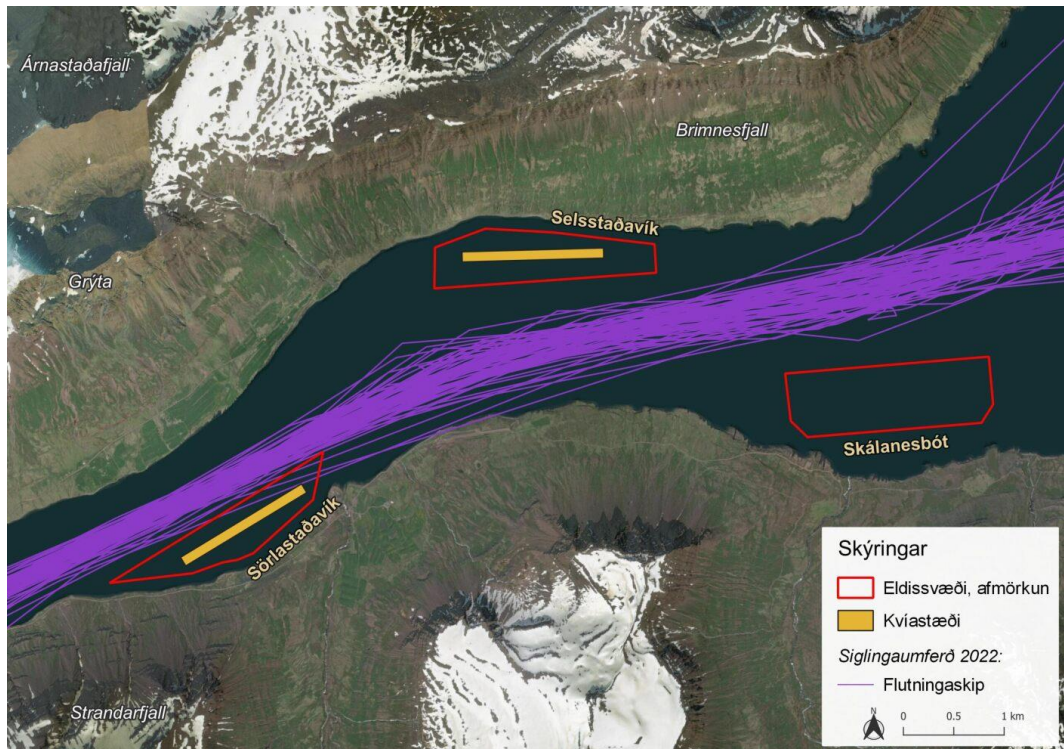 Árnastaðafjall
Brimnesfjall
Selsstaðavík
Grýta
Skálanesbót
Sörlastaðavík
Strandarfjall
Skýringar
Eldissvæði, afmörkun
Kvíastæði
Siglingaumferð 2022:
Flutningaskip
N
0 0.5 1 km